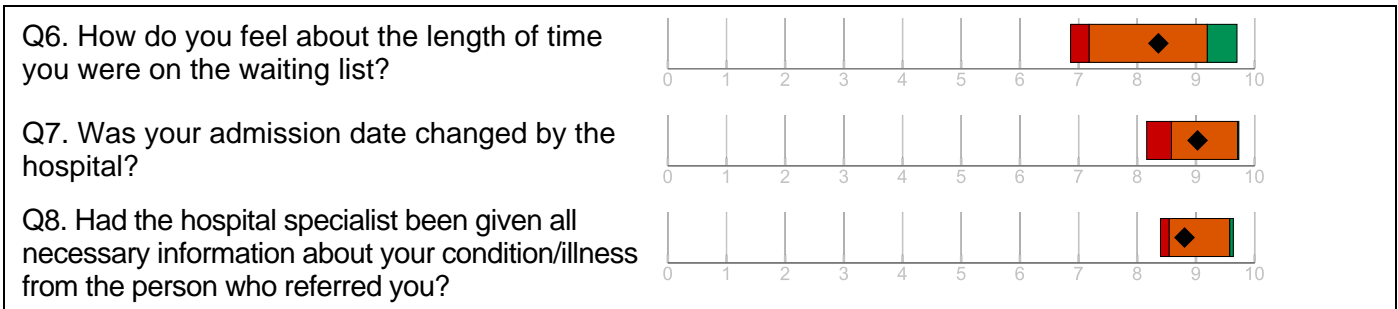 Q6. How do you feel about the length of time
you were on the waiting list?
0 1 2 3 4 5 6 7 8 9 10
Q7. Was your admission date changed by the
hospital?
0 1 2 3 4 5 6 7 8 9 10
Q8. Had the hospital specialist been given all
necessary information about your condition/illness
from the person who referred you?
0 1 2 3 4 5 6 7 8 9 10